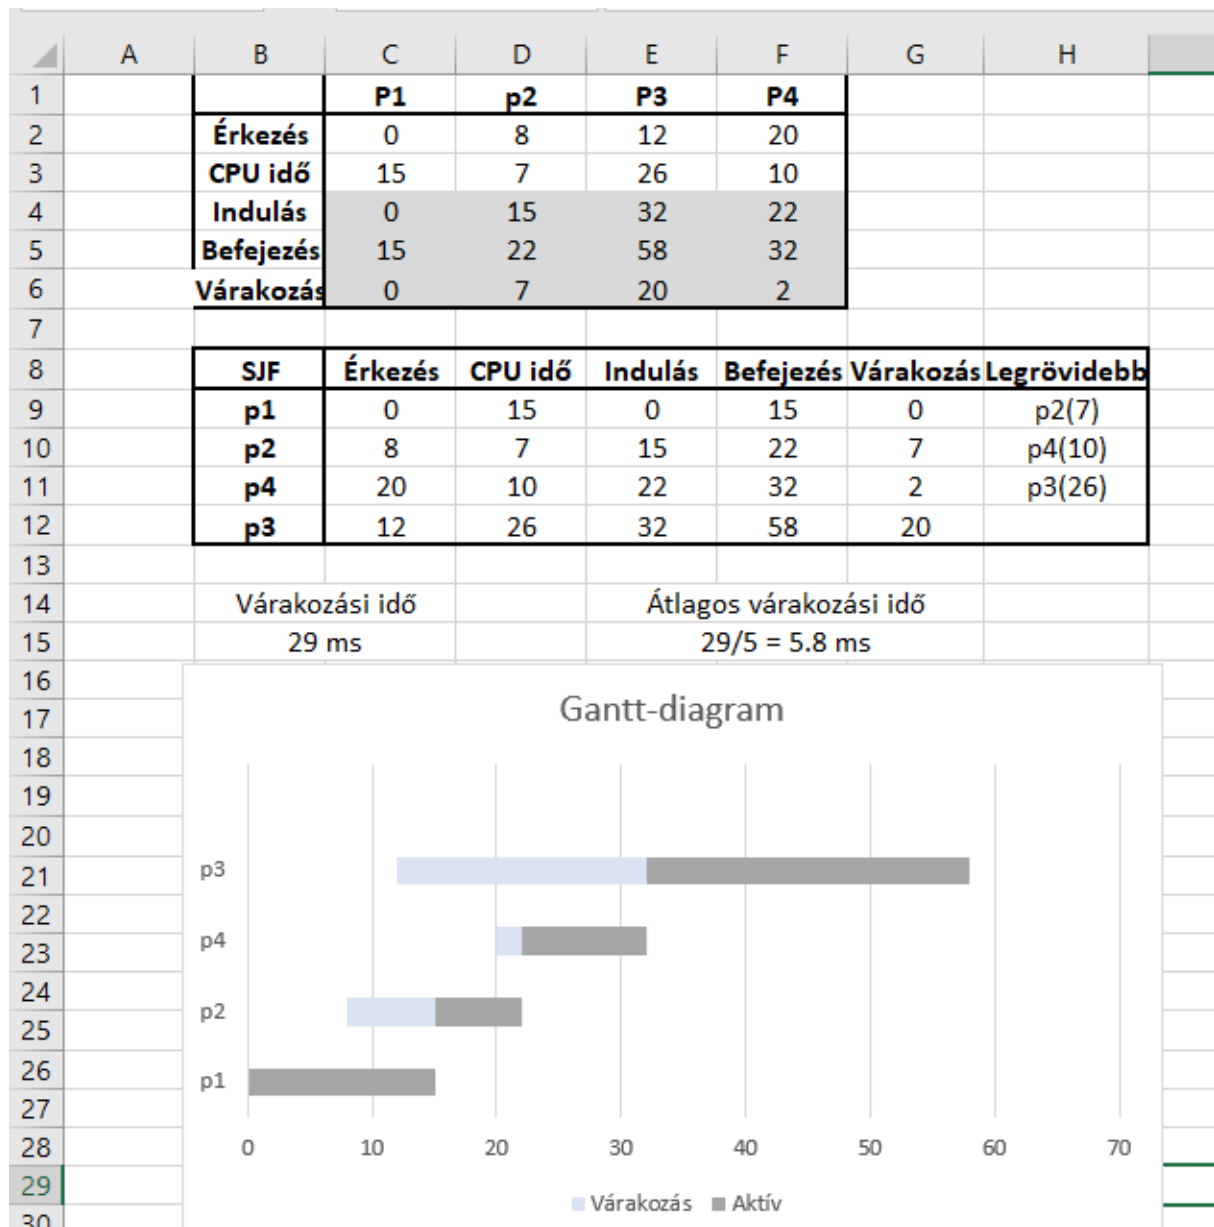 A B C D E F G H
1 P1 p2 P3 P4
2 Érkezés 0 8 12 20
3 CPU idő 15 7 26 10
4 Indulás 0 15 32 22
5 Befejezés 15 22 58 32
6 Várakozás 0 7 20 2
7
8 SJF Érkezés CPU idő Indulás Befejezés Várakozás Legrövidebb
9 p1 0 15 0 15 0 p2(7)
10 p2 8 7 15 22 7 p4(10)
11 p4 20 10 22 32 2 p3(26)
12 p3 12 26 32 58 20
13
14 Várakozási idő Átlagos várakozási idő
15 29 ms 29/5 = 5.8 ms
16
17 Gantt-diagram
18
19
20
21 p3
22
23 p4
24
25 p2
26 p1
27
28 0 10 20 30 40 50 60 70
29
30 Várakozás Aktív